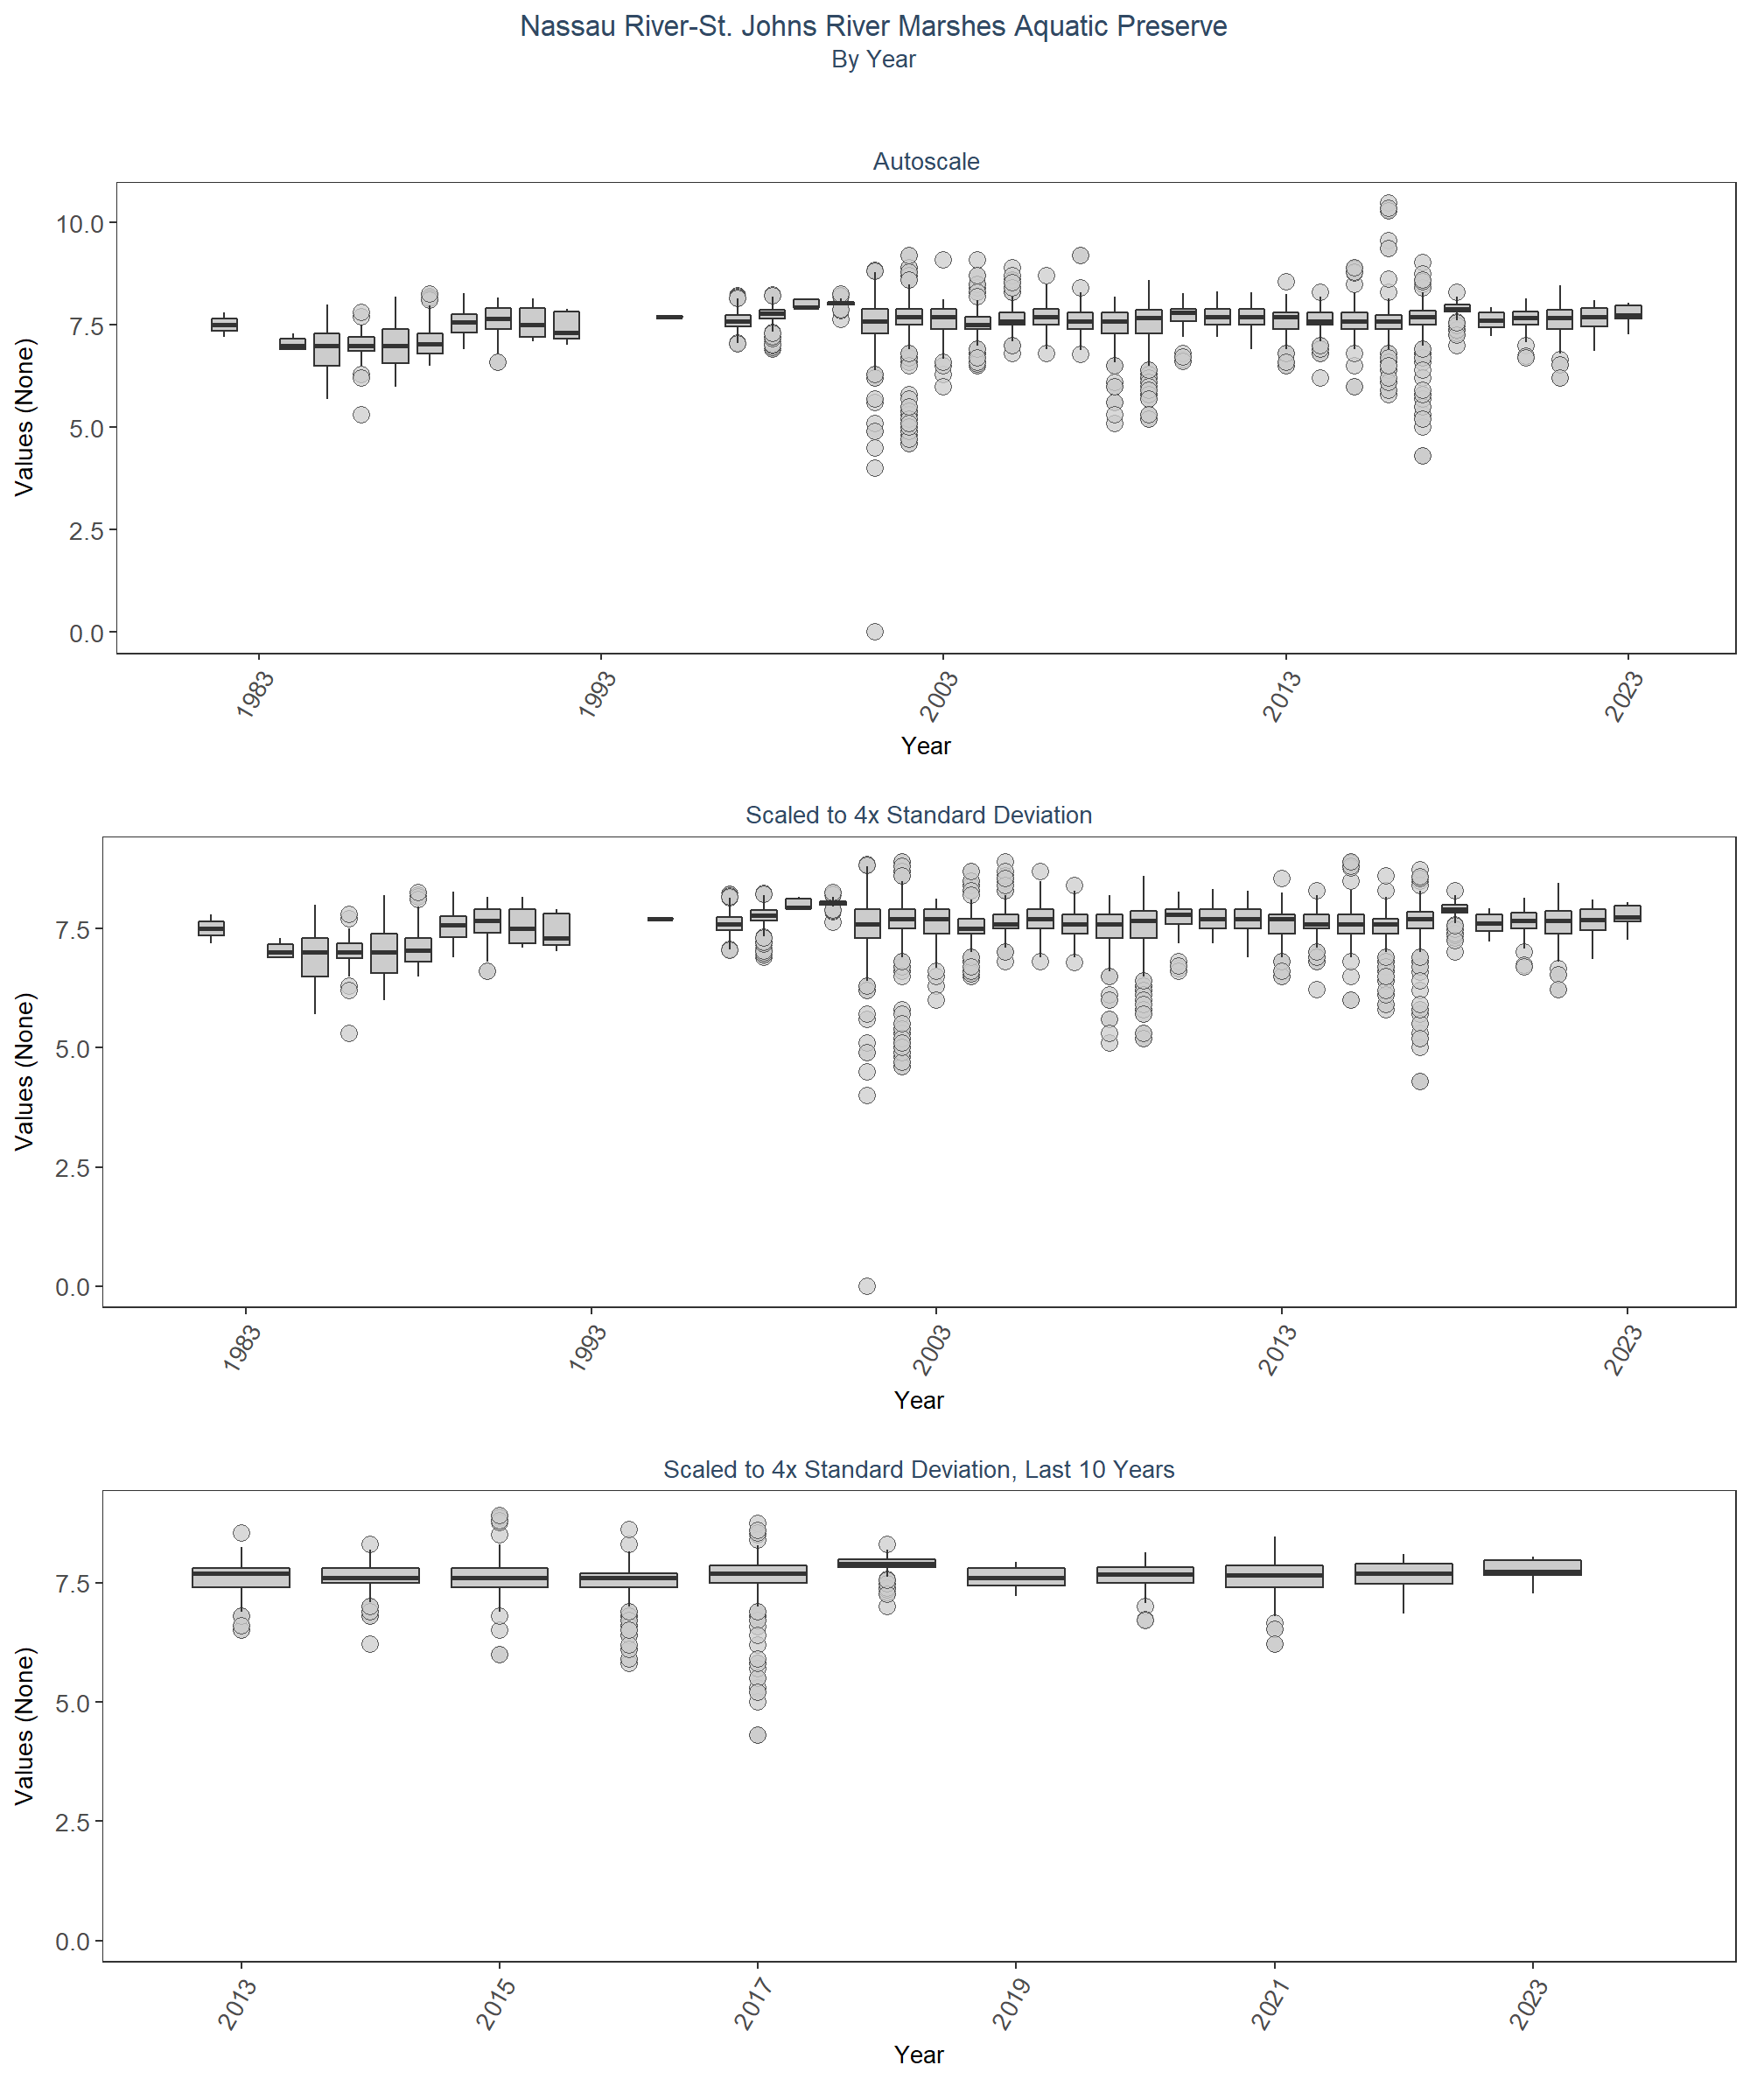 Nassau River-St. Johns River Marshes Aquatic Preserve
By Year
Autoscale
10.0
7.5
5.0
2.5
0.0
Values (None)
1983
1993
2003
2013
2023
Year
Scaled to 4x Standard Deviation
7.5
5.0
2.5
0.0
Values (None)
1983
1993
2003
2013
2023
Year
Scaled to 4x Standard Deviation, Last 10 Years
7.5
5.0
2.5
0.0
Values (None)
2013
2015
2017
2019
2021
2023
Year